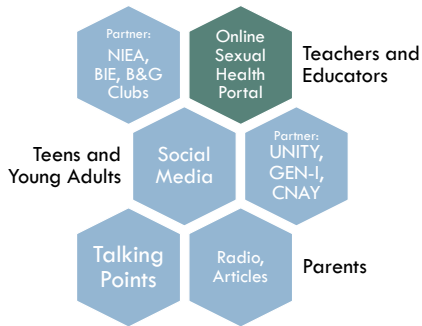 Partner:
NIEA,
BIE, B&G
Clubs
Online
Sexual
Health
Portal
Teachers and
Educators
Teens and
Young Adults
Social
Media
Partner:
UNITY,
GEN-I,
CNAY
Talking
Points
Radio,
Articles
Parents